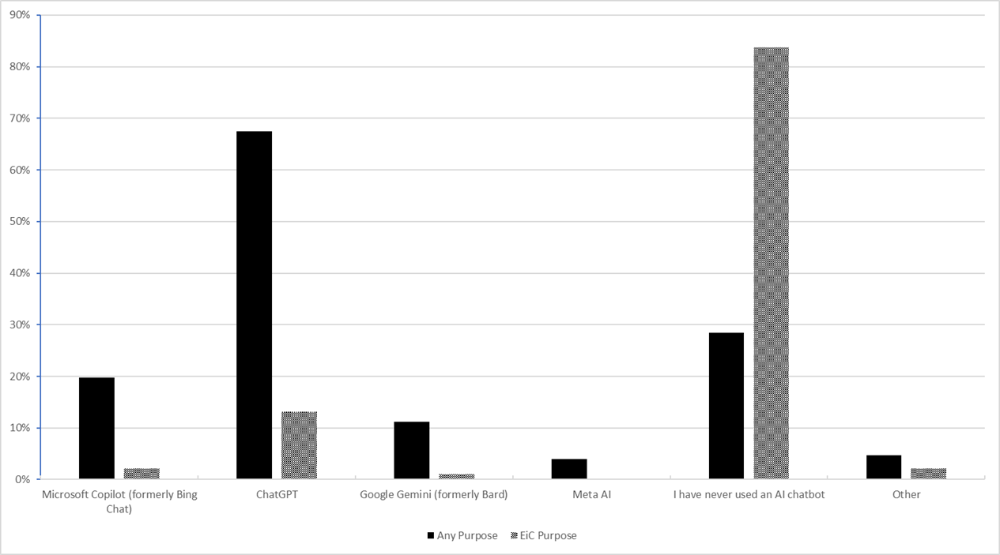 90%
80%
70%
60%
50%
40%
30%
20%
10%
0%
Microsoft Copilot (formerly Bing
Chat)
ChatGPT
Google Gemini (formerly Bard)
Meta AI
I have never used an AI chatbot
Other
Any Purpose
EiC Purpose